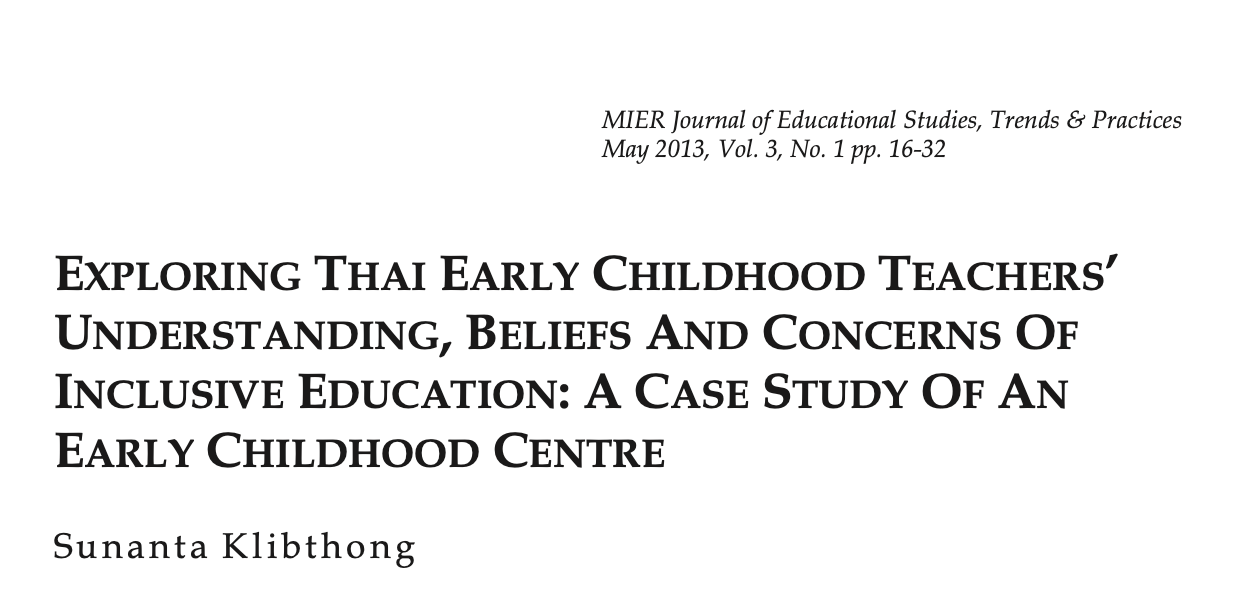 MIER Journal of Educational Studies, Trends & Practices
May 2013, Vol. 3, No. 1 pp. 16-32
Exploring Thai Early Childhood Teachers’
Understanding, Beliefs And Concerns Of
Inclusive Education: A Case Study Of An
Early Childhood Centre
Sunanta Klibthong